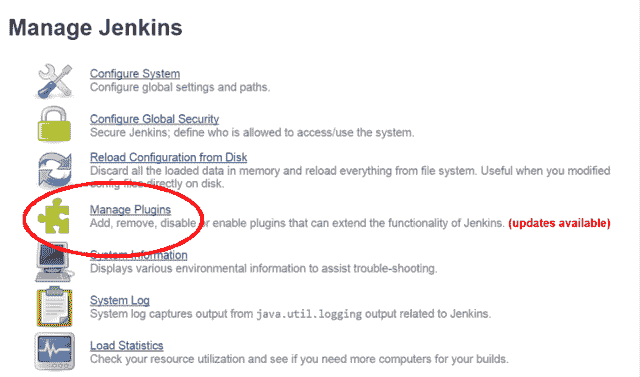 Manage Jenkins
Configure System
Configure global settings and paths.
Configure Global Security
Secure Jenkins; define who is allowed to access/use the system.
Reload Configuration from Disk
Discard all the loaded data in memory and reload everything from file system. Useful when you modified
config files directly on disk.
Manage Plugins
Add, remove, disable or enable plugins that can extend the functionality of Jenkins. (updates available)
System Information
Displays various environmental information to assist trouble-shooting.
System Log
System log captures output from java.util.logging output related to Jenkins.
Load Statistics
Check your resource utilization and see if you need more computers for your builds.